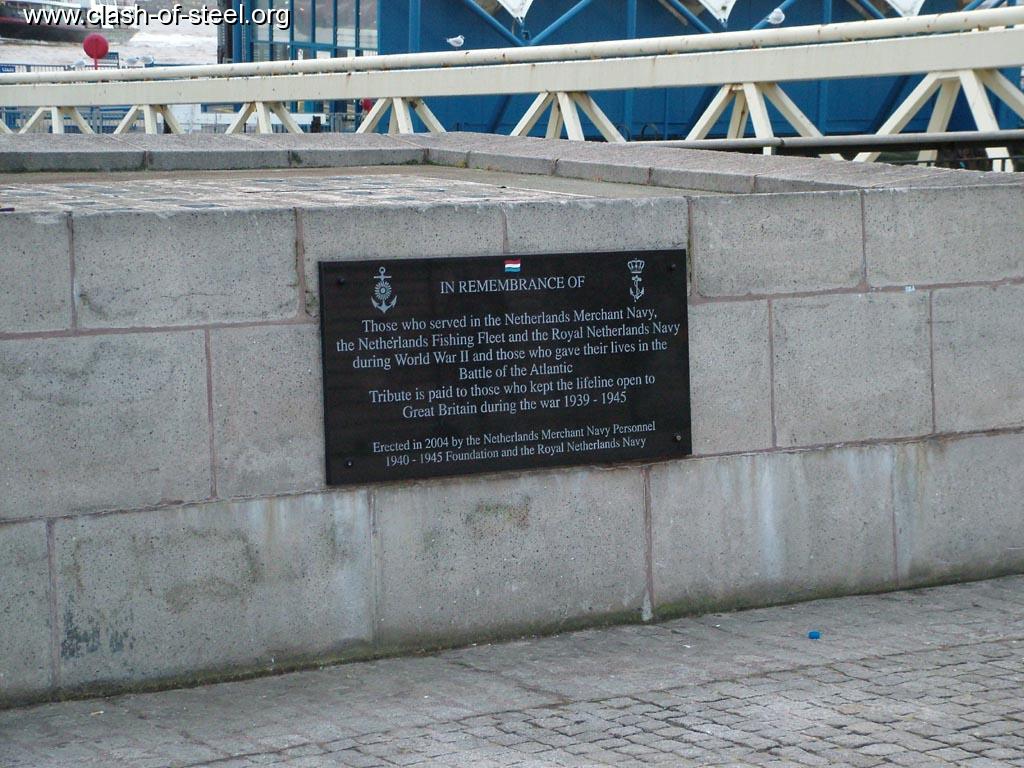 www.clash-of-steel.org
IN REMEMBRANCE OF
Those who served in the Netherlands Merchant Navy,
the Netherlands Fishing Fleet and the Royal Netherlands Navy
during World War II and those who gave their lives in the
Battle of the Atlantic
Tribute is paid to those who kept the lifeline open to
Great Britain during the war 1939 - 1945
Erected in 2004 by the Netherlands Merchant Navy Personnel
1940 - 1945 Foundation and the Royal Netherlands Navy